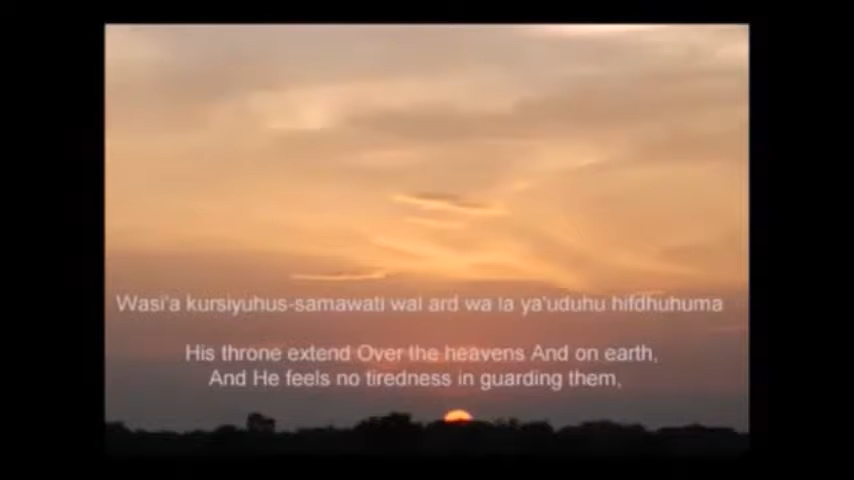 Wasi'a kursiyuhus-samawati wal ard wa la ya'uduhu hifdhuhuma
His throne extend Over the heavens And on earth,
And He feels no tiredness in guarding them,